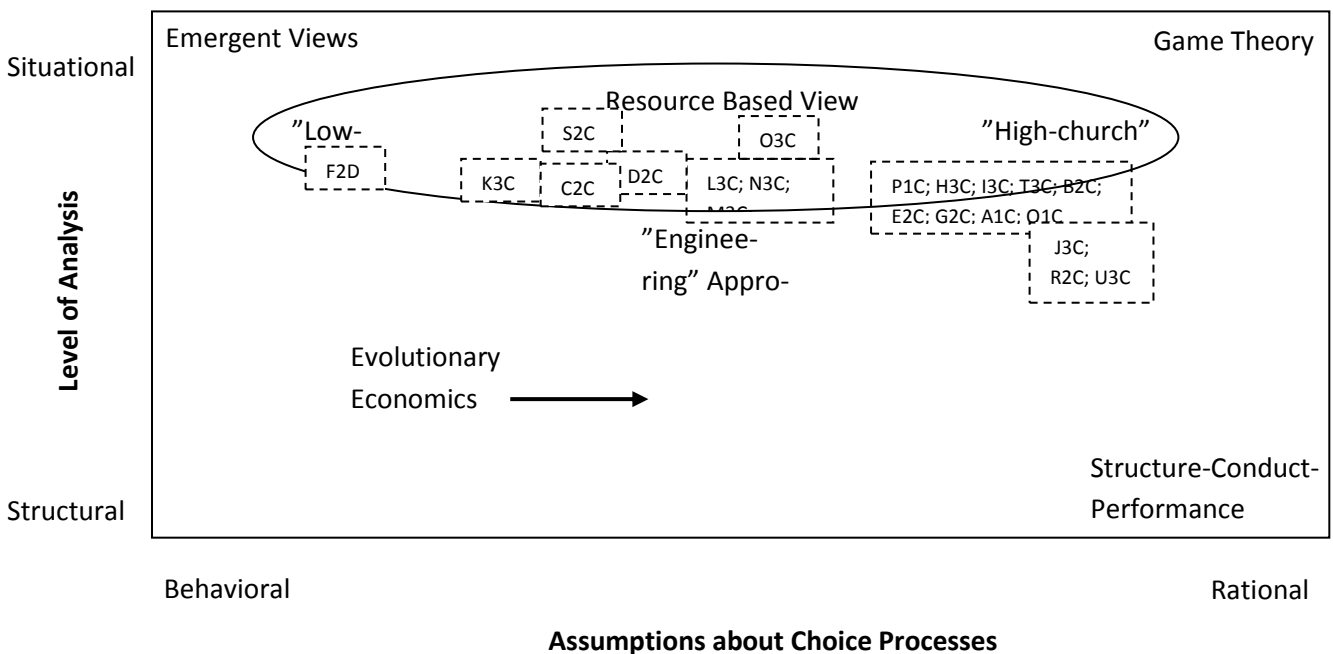 Emergent Views
Game Theory
Situational
Resource Based View
”Low-
”High-church”
S2C
O3C
F2D
K3C
C2C
D2C
L3C; N3C;
P1C; H3C; I3C; T3C; B2C;
E2C; G2C; A1C; O1C
”Enginee-
ring” Appro-
J3C;
R2C; U3C
Level of Analysis
Evolutionary
Economics
Structure-Conduct-
Performance
Structural
Behavioral
Rational
Assumptions about Choice Processes